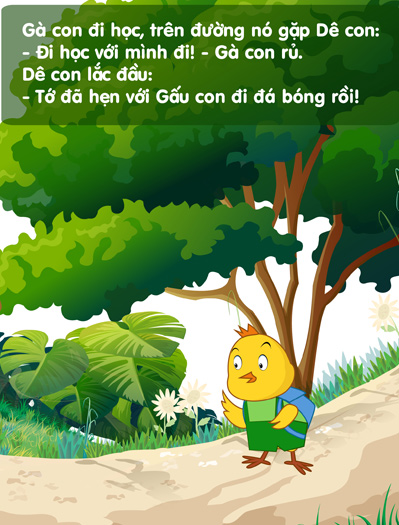 Gà con đi học, trên đường nó gặp Dê con:
- Đi học với mình đi! - Gà con rủ.
Dê con lắc đầu:
- Tớ đã hẹn với Gấu con đi đá bóng rồi!